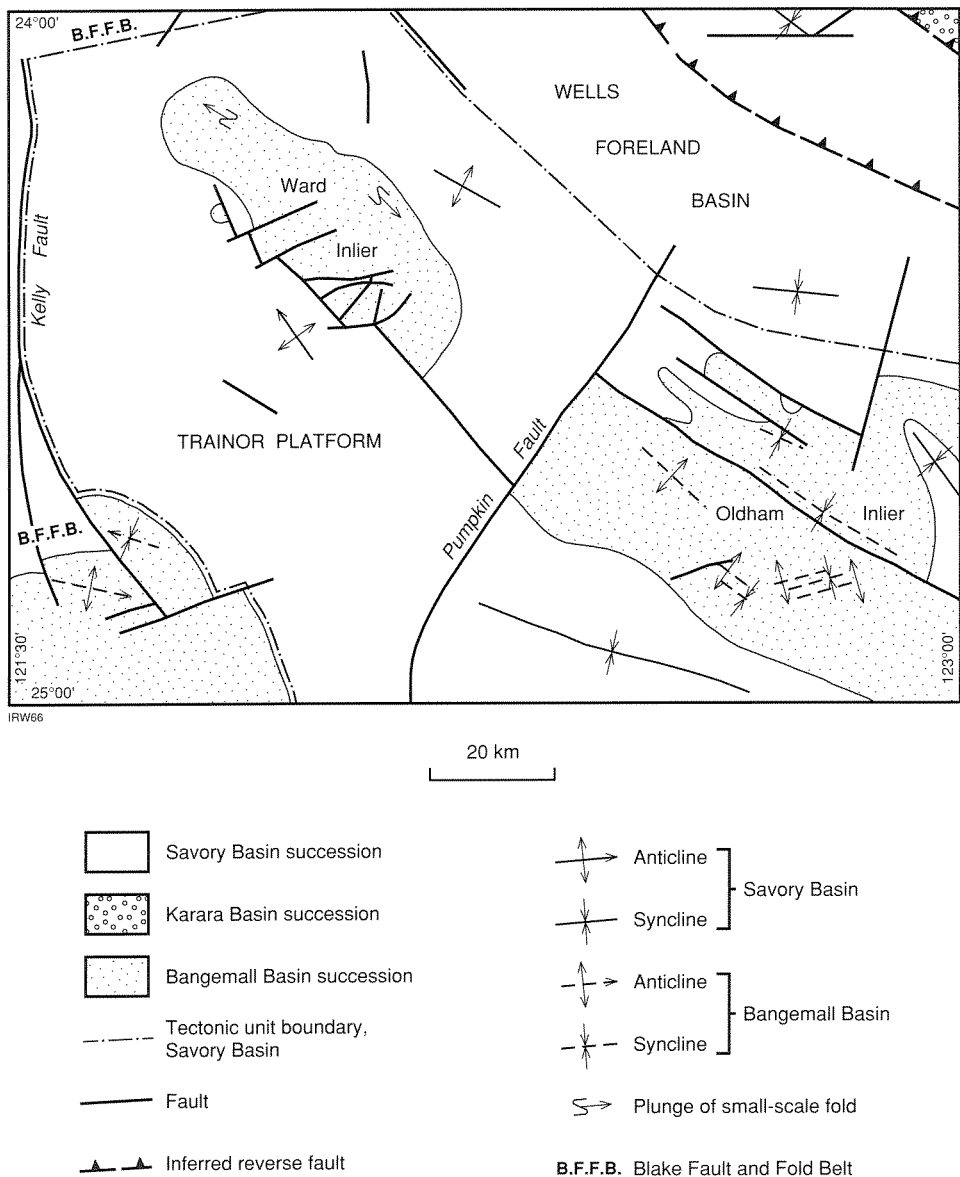 24°00'
B.F.F.B.
WELLS
FORELAND
BASIN
Ward
Inlier
Kelly Fault
TRAINOR PLATFORM
Pumpkin Fault
Oldham Inlier
B.F.F.B.
121°30'
25°00'
123°00'
IRW66
20 km
Savory Basin succession
Karara Basin succession
Bangemall Basin succession
Tectonic unit boundary,
Savory Basin
Fault
Inferred reverse fault
Anticline
Syncline
Savory Basin
Anticline
Syncline
Bangemall Basin
Plunge of small-scale fold
B.F.F.B. Blake Fault and Fold Belt